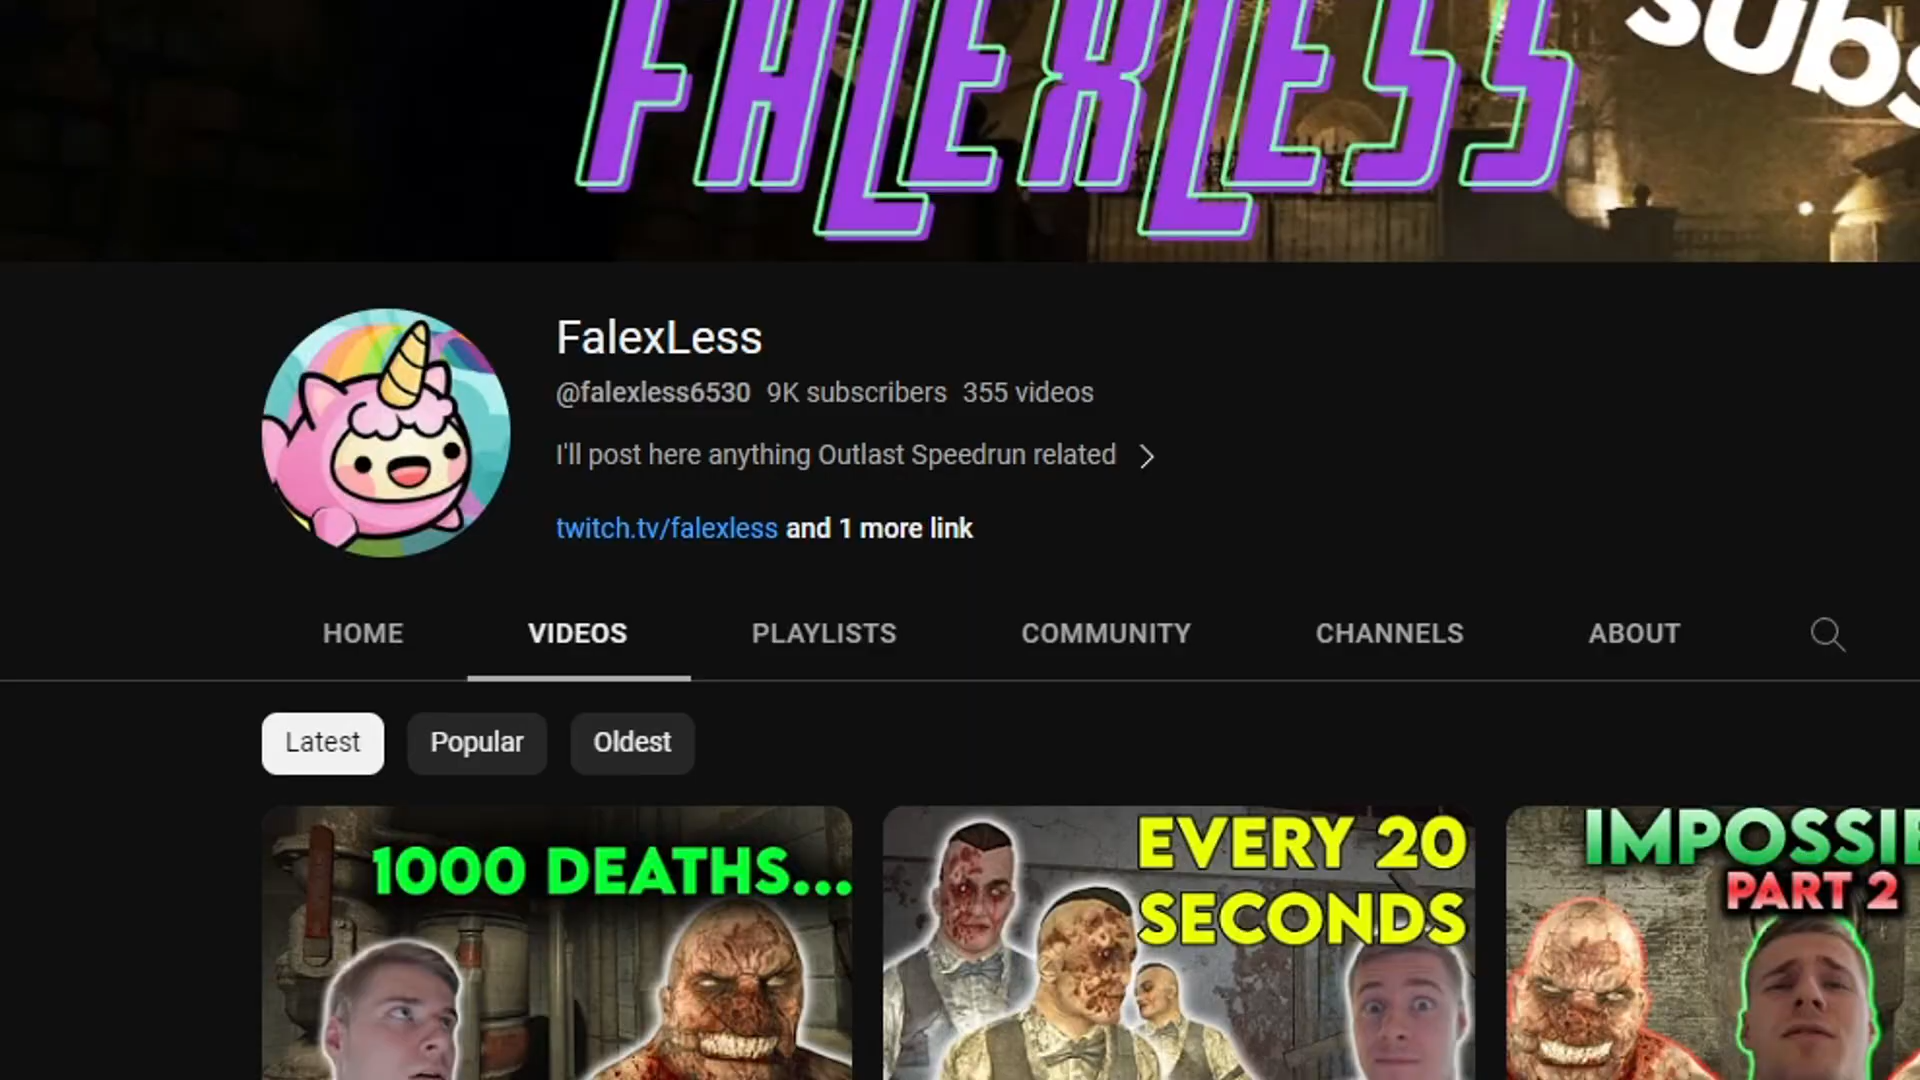 FALEXLESS
subs
FalexLess
@falexless6530 9K subscribers 355 videos
I'll post here anything Outlast Speedrun related
twitch.tv/falexless and 1 more link
HOME VIDEOS PLAYLISTS COMMUNITY CHANNELS ABOUT
Latest Popular Oldest
1000 DEATHS...
EVERY 20
SECONDS
PART 2